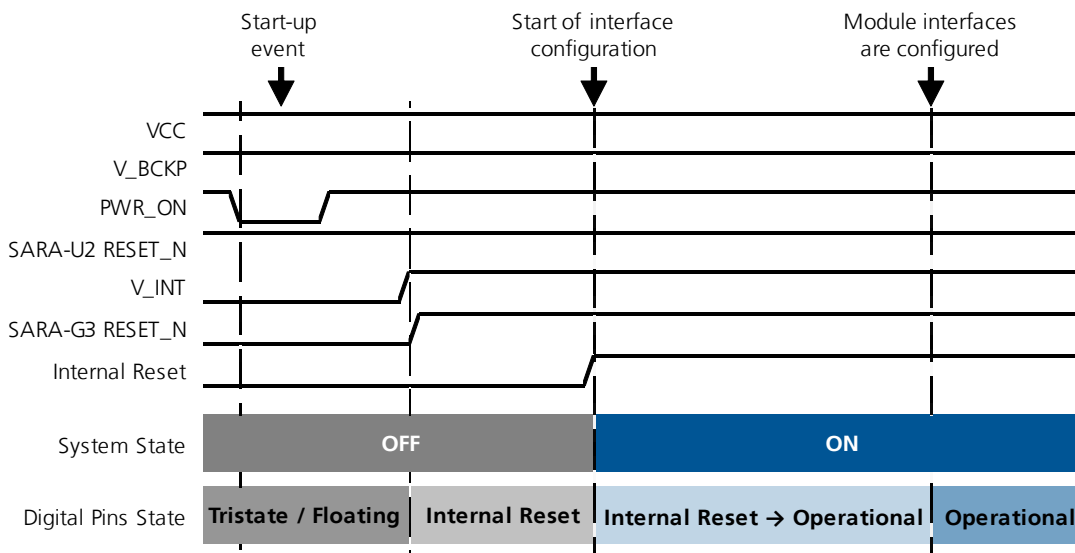 Start-up
event
Start of interface
configuration
Module interfaces
are configured
VCC
V_BCKP
PWR_ON
SARA-U2 RESET_N
V_INT
SARA-G3 RESET_N
Internal Reset
System State
OFF
ON
Digital Pins State
Tristate / Floating
Internal Reset
Internal Reset → Operational
Operational